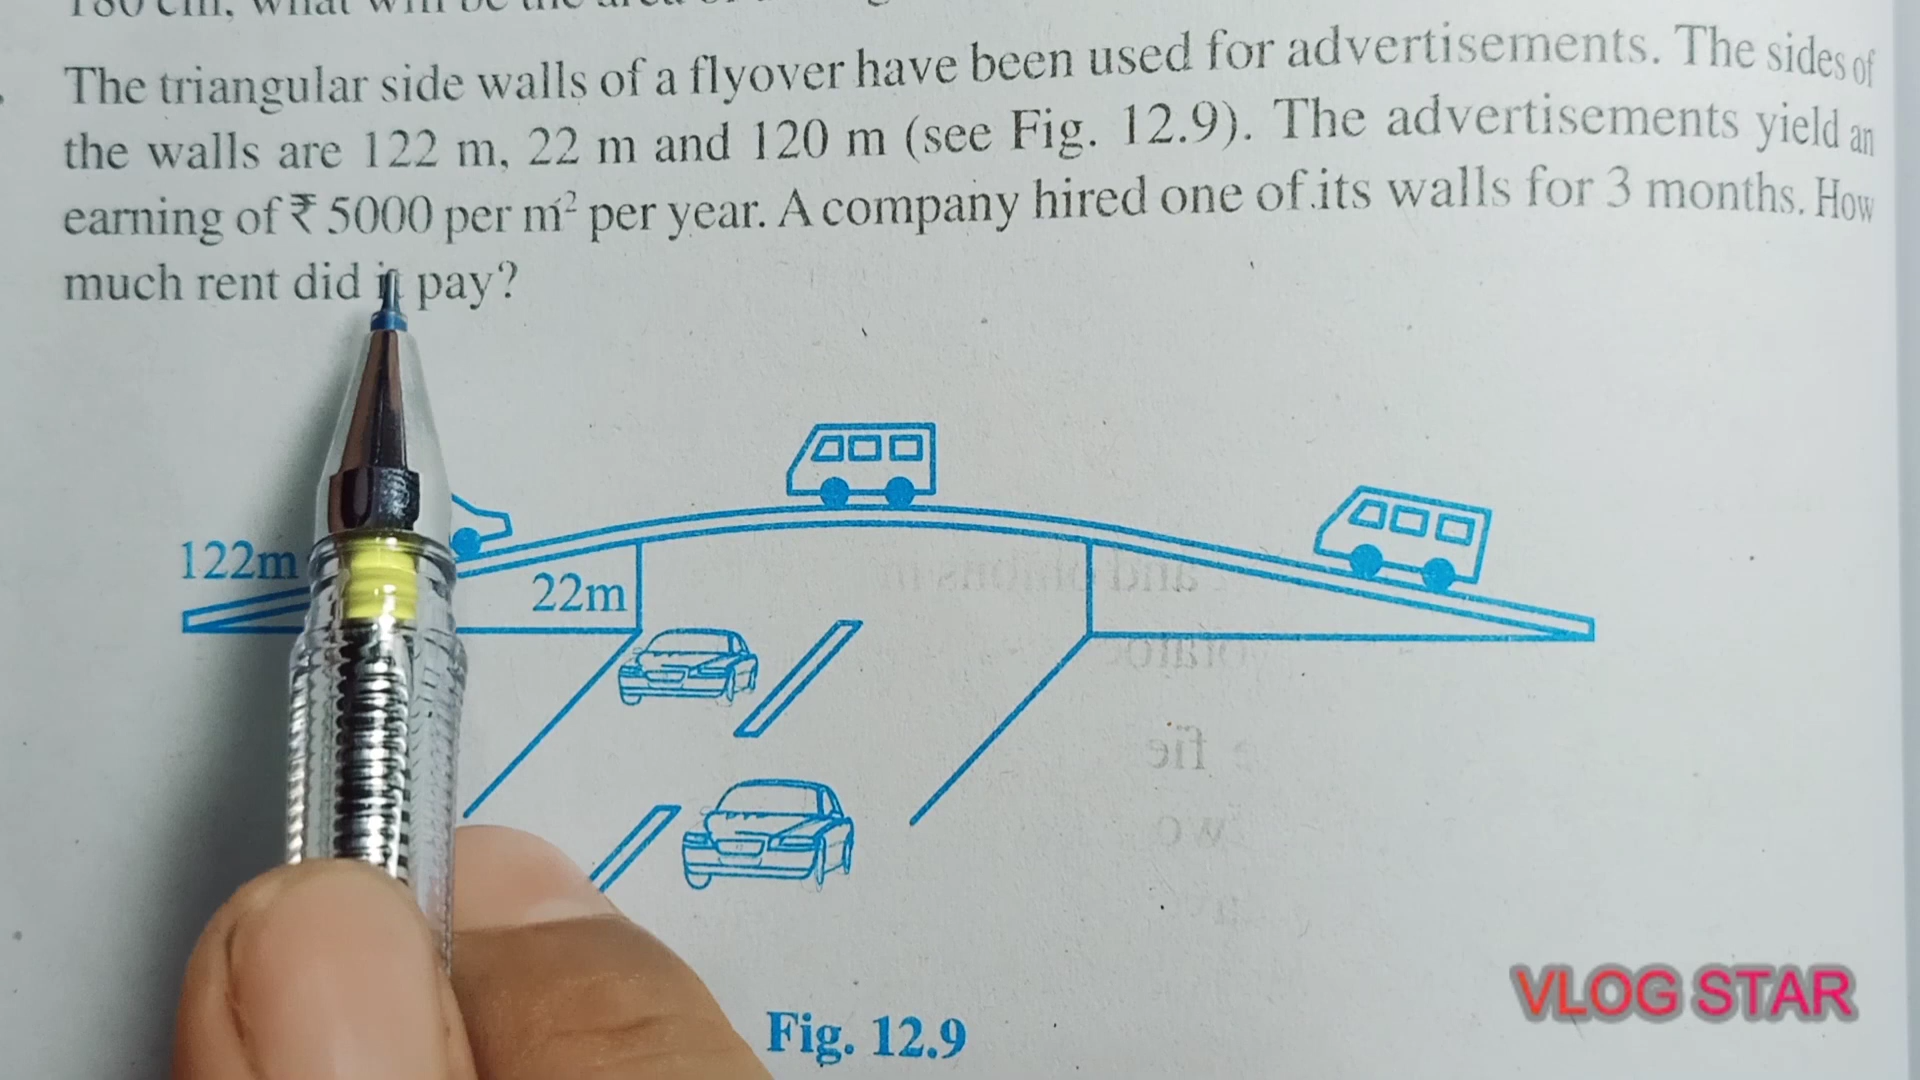 The triangular side walls of a flyover have been used for advertisements. The sides of
the walls are 122 m, 22 m and 120 m (see Fig. 12.9). The advertisements yield an
earning of ₹ 5000 per m² per year. A company hired one of its walls for 3 months. How
much rent did it pay?
122m
22m
Fig. 12.9
VLOG STAR